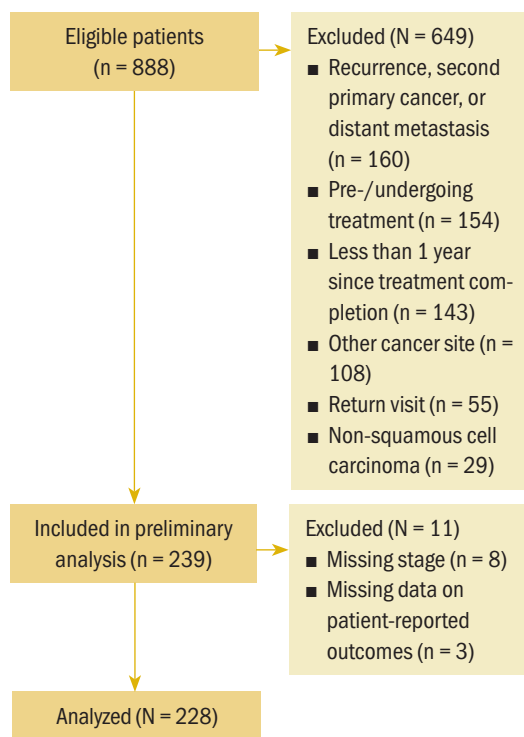 Eligible patients
(n = 888)
Excluded (N = 649)
■ Recurrence, second
primary cancer, or
distant metastasis
(n = 160)
■ Pre-/undergoing
treatment (n = 154)
■ Less than 1 year
since treatment com-
pletion (n = 143)
■ Other cancer site (n =
108)
■ Return visit (n = 55)
■ Non-squamous cell
carcinoma (n = 29)
Included in preliminary
analysis (n = 239)
Excluded (N = 11)
■ Missing stage (n = 8)
■ Missing data on
patient-reported
outcomes (n = 3)
Analyzed (N = 228)